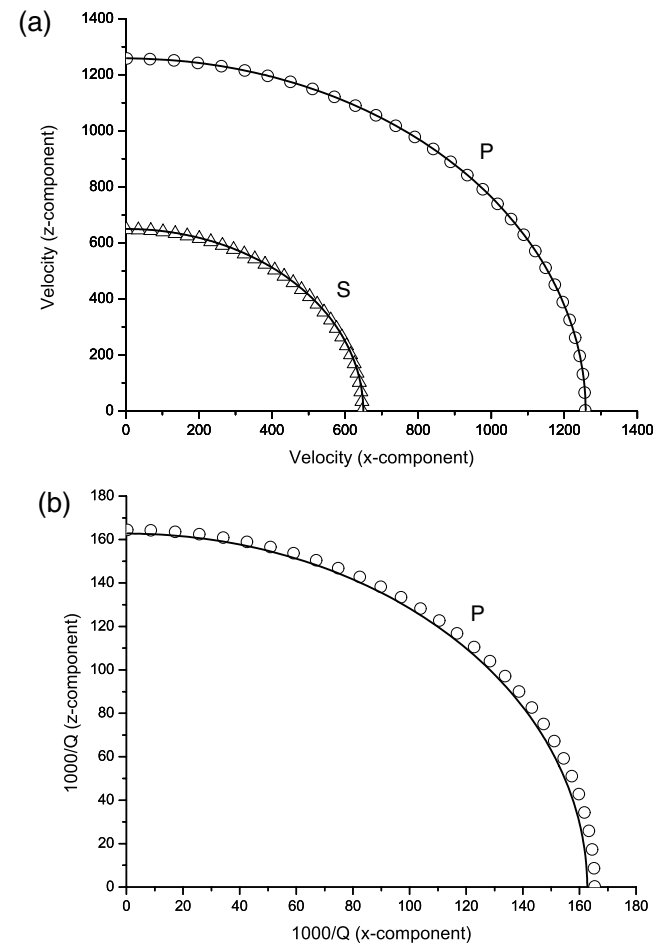 (a)
1400
1200
1000
800
600
400
200
0
Velocity (z-component)
P
S
0 200 400 600 800 1000 1200 1400
Velocity (x-component)
(b)
180
160
140
120
100
80
60
40
20
0
1000/Q (z-component)
P
0 20 40 60 80 100 120 140 160 180
1000/Q (x-component)